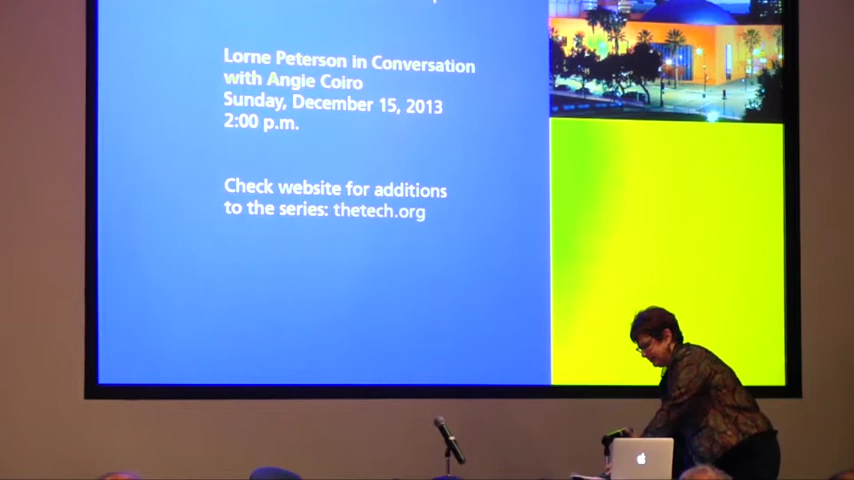 Lorne Peterson in Conversation
with Angie Coiro
Sunday, December 15, 2013
2:00 p.m.
Check website for additions
to the series: thetech.org